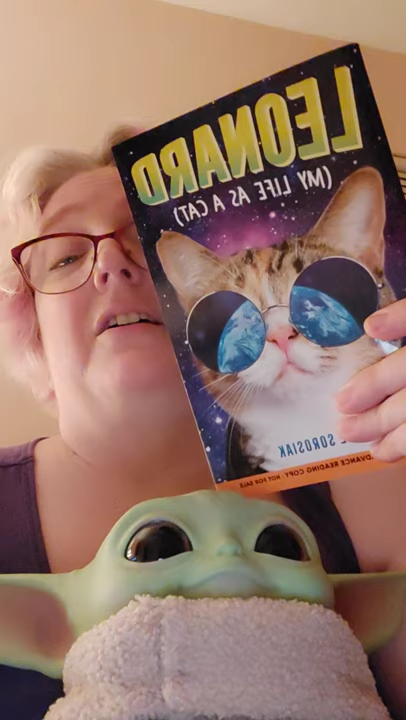 LEONARD
(MY LIFE AS A CAT)
SOROSIAK
ADVANCE READING COPY · NOT FOR SALE